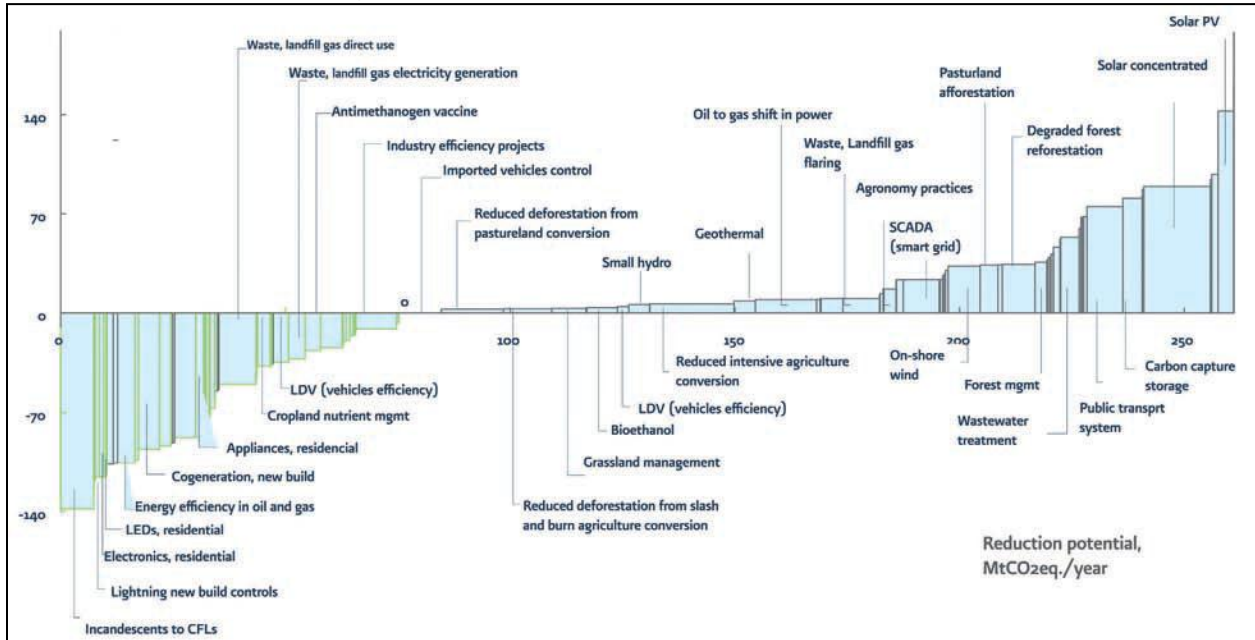 Solar PV
Waste, landfill gas direct use
Solar concentrated
Waste, landfill gas electricity generation
Pasturland
afforestation
Antimethanogen vaccine
Oil to gas shift in power
140
Degraded forest
reforestation
Industry efficiency projects
Waste, Landfill gas
flaring
Imported vehicles control
Agronomy practices
70
Reduced deforestation from
pastureland conversion
SCADA
(smart grid)
Geothermal
Small hydro
0
0
0
100
150
200
250
Reduced intensive agriculture
conversion
On-shore
wind
Carbon capture
storage
LDV (vehicles efficiency)
Forest mgmt
-70
Cropland nutrient mgmt
LDV (vehicles efficiency)
Public transprt
system
Wastewater
treatment
Bioethanol
Appliances, residencial
Grassland management
Cogeneration, new build
Energy efficiency in oil and gas
Reduced deforestation from slash
and burn agriculture conversion
-140
LEDs, residential
Reduction potential,
MtCO2eq./year
Electronics, residential
Lightning new build controls
Incandescents to CFLs